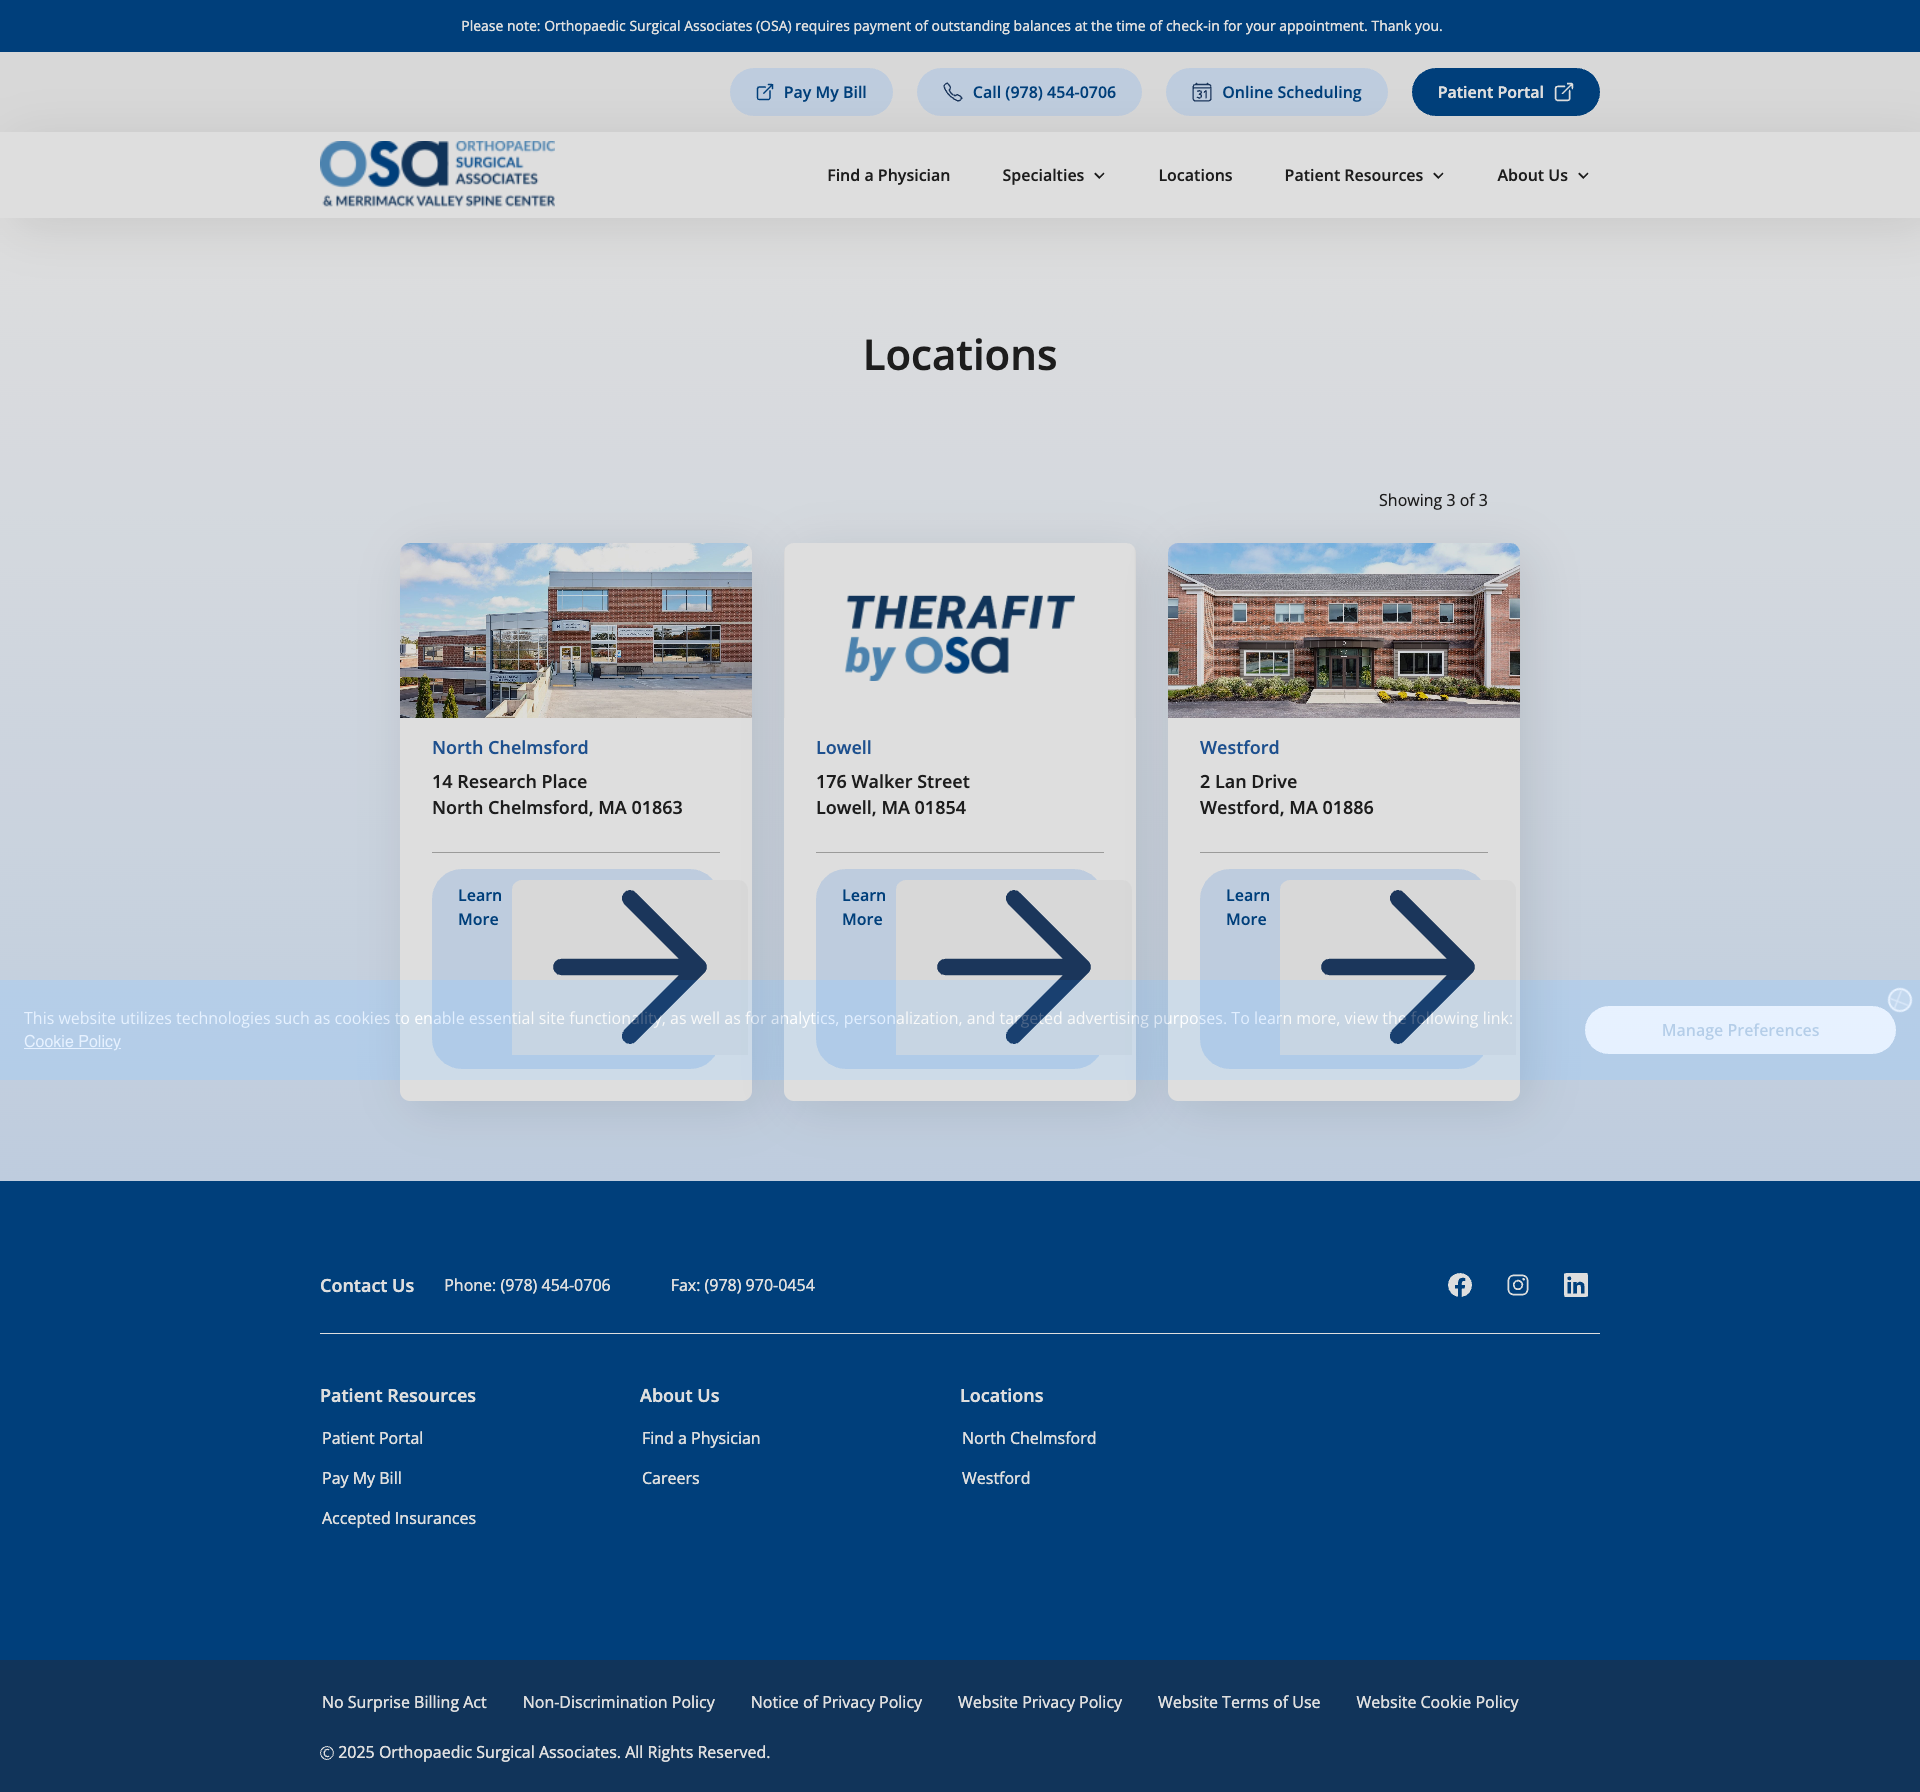 Please note: Orthopaedic Surgical Associates (OSA) requires payment of outstanding balances at the time of check-in for your appointment. Thank you.
Pay My Bill
Call (978) 454-0706
31
Online Scheduling
Patient Portal
osa ORTHOPAEDIC
SURGICAL
ASSOCIATES
& MERRIMACK VALLEY SPINE CENTER
Find a Physician
Specialties
Locations
Patient Resources
About Us
Locations
Showing 3 of 3
THERAFIT
by osa
North Chelmsford
14 Research Place
North Chelmsford, MA 01863
Learn
More
Lowell
176 Walker Street
Lowell, MA 01854
Learn
More
Westford
2 Lan Drive
Westford, MA 01886
Learn
More
This website utilizes technologies such as cookies to enable essential site functionality, as well as for analytics, personalization, and targeted advertising purposes. To learn more, view the following link:
Cookie Policy
Manage Preferences
Contact Us
Phone: (978) 454-0706
Fax: (978) 970-0454
Patient Resources
Patient Portal
Pay My Bill
Accepted Insurances
About Us
Find a Physician
Careers
Locations
North Chelmsford
Westford
No Surprise Billing Act
Non-Discrimination Policy
Notice of Privacy Policy
Website Privacy Policy
Website Terms of Use
Website Cookie Policy
© 2025 Orthopaedic Surgical Associates. All Rights Reserved.